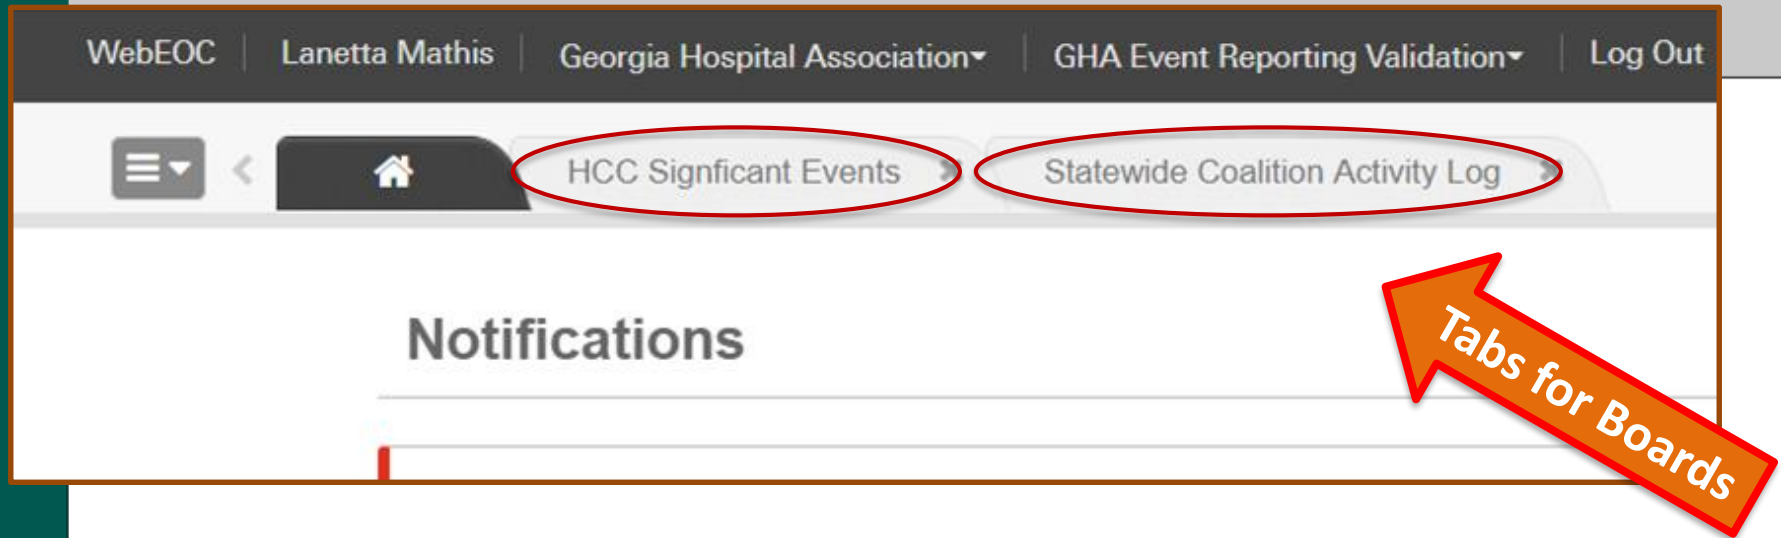 WebEOC Lanetta Mathis Georgia Hospital Association GHA Event Reporting Validation Log Out
HCC Signficant Events Statewide Coalition Activity Log
Notifications
Tabs for Boards